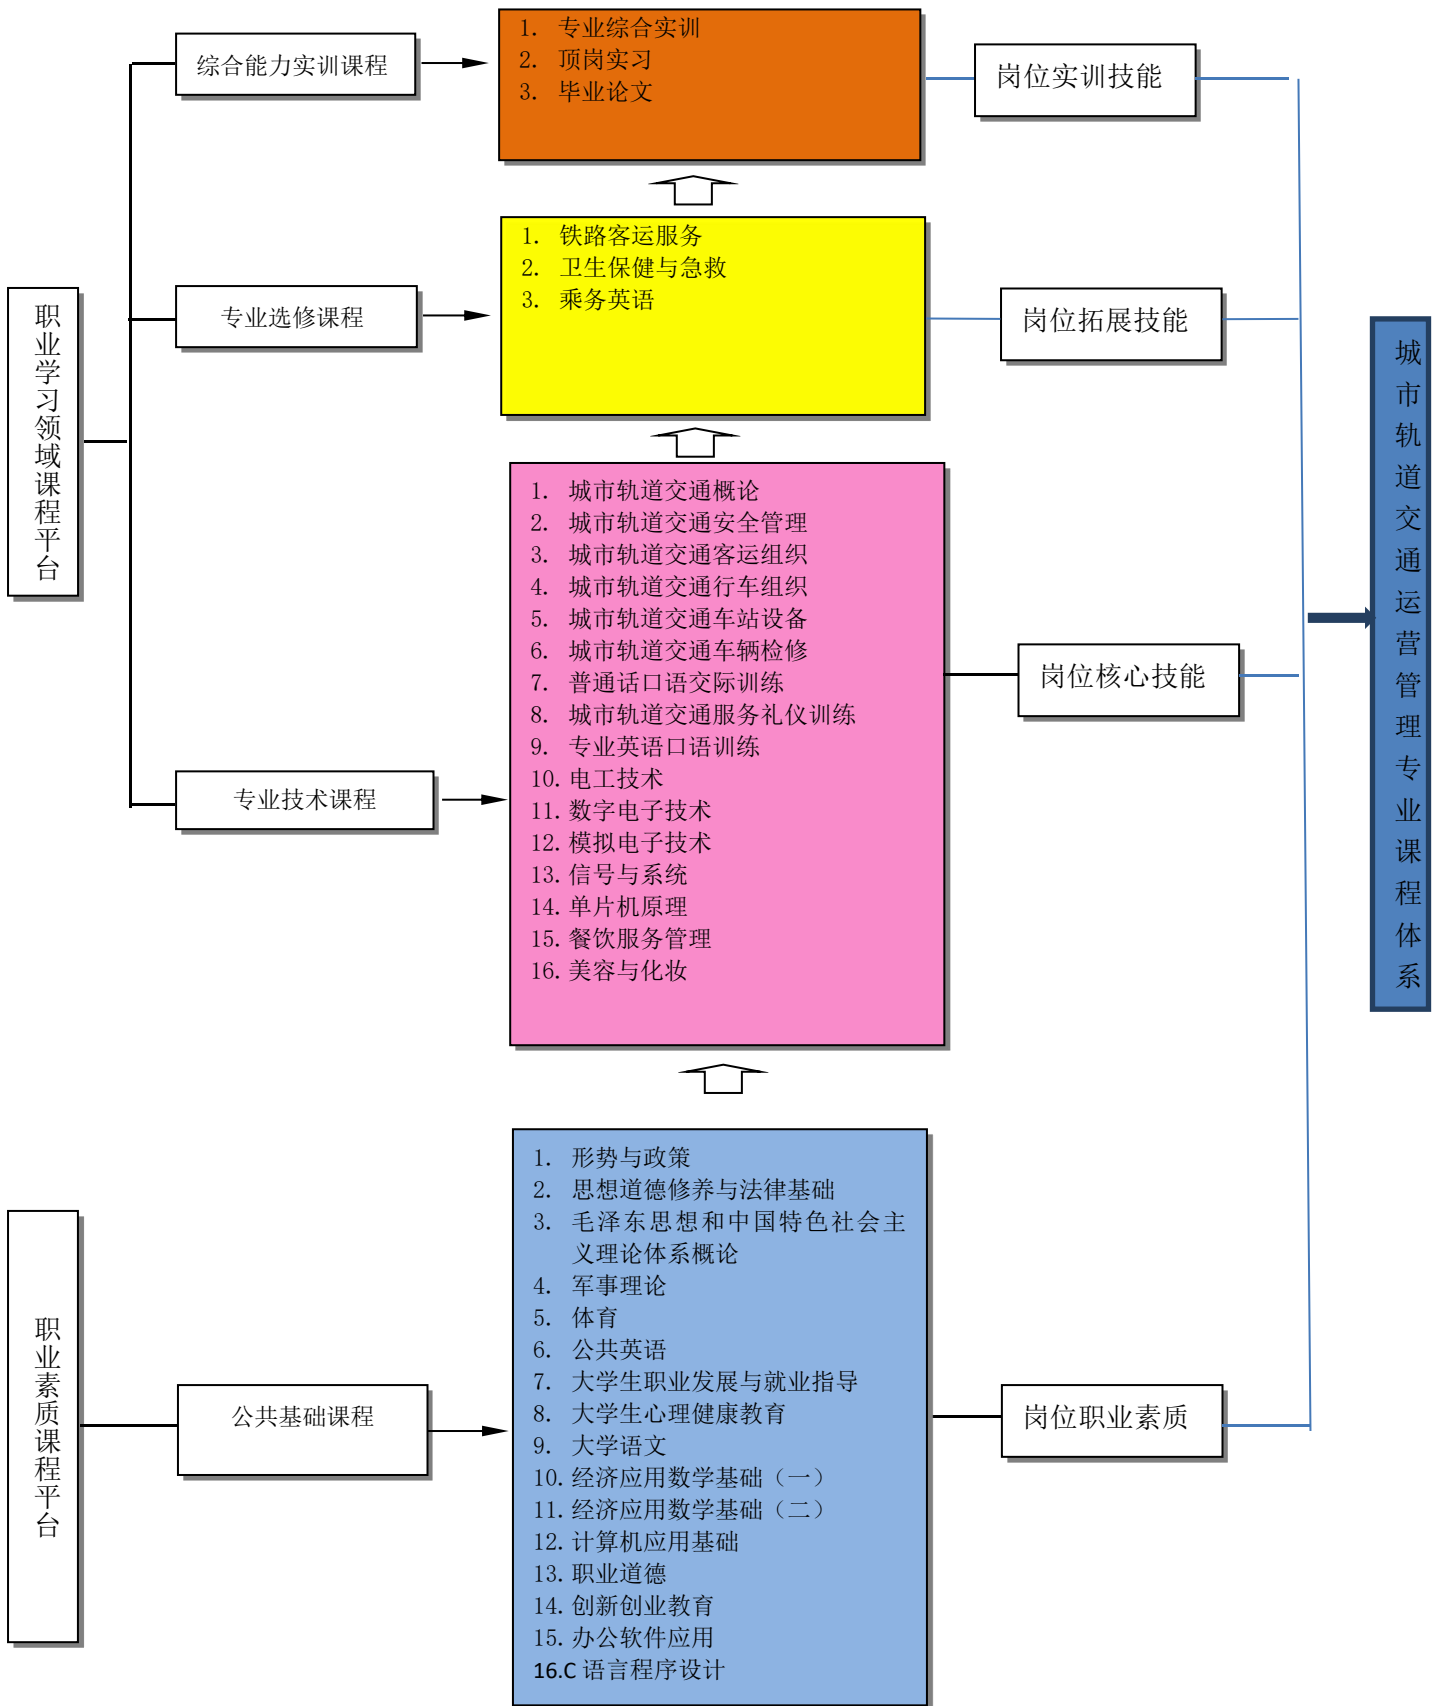 综合能力实训课程
1. 专业综合实训
2. 顶岗实习
3. 毕业论文
岗位实训技能
职业学习领域课程平台
专业选修课程
1. 铁路客运服务
2. 卫生保健与急救
3. 乘务英语
岗位拓展技能
城市轨道交通运营管理专业课程体系
专业技术课程
1. 城市轨道交通概论
2. 城市轨道交通安全管理
3. 城市轨道交通客运组织
4. 城市轨道交通行车组织
5. 城市轨道交通车站设备
6. 城市轨道交通车辆检修
7. 普通话口语交际训练
8. 城市轨道交通服务礼仪训练
9. 专业英语口语训练
10. 电工技术
11. 数字电子技术
12. 模拟电子技术
13. 信号与系统
14. 单片机原理
15. 餐饮服务管理
16. 美容与化妆
岗位核心技能
职业素质课程平台
公共基础课程
1. 形势与政策
2. 思想道德修养与法律基础
3. 毛泽东思想和中国特色社会主
义理论体系概论
4. 军事理论
5. 体育
6. 公共英语
7. 大学生职业发展与就业指导
8. 大学生心理健康教育
9. 大学语文
10. 经济应用数学基础（一）
11. 经济应用数学基础（二）
12. 计算机应用基础
13. 职业道德
14. 创新创业教育
15. 办公软件应用
16.C 语言程序设计
岗位职业素质